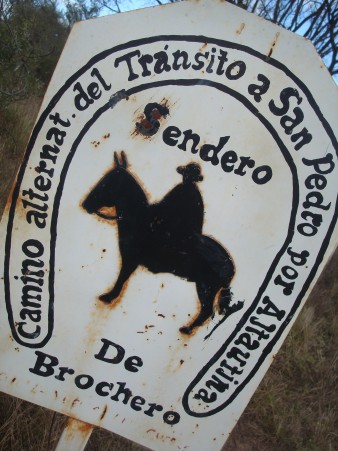 Camino alternat. del Tránsito a San Pedro por Altautina
Sendero
De
Brochero